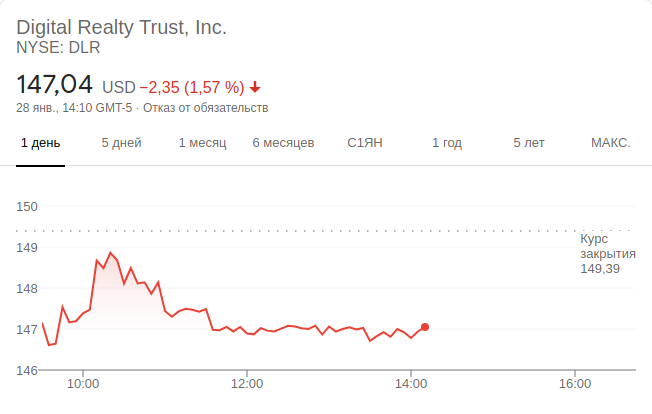 Digital Realty Trust, Inc.
NYSE: DLR
147,04 USD −2,35 (1,57 %)
28 янв., 14:10 GMT-5 · Отказ от обязательств
1 день 5 дней 1 месяц 6 месяцев С1ЯН 1 год 5 лет МАКС.
150
Курс
закрытия
149,39
149
148
147
146
10:00 12:00 14:00 16:00